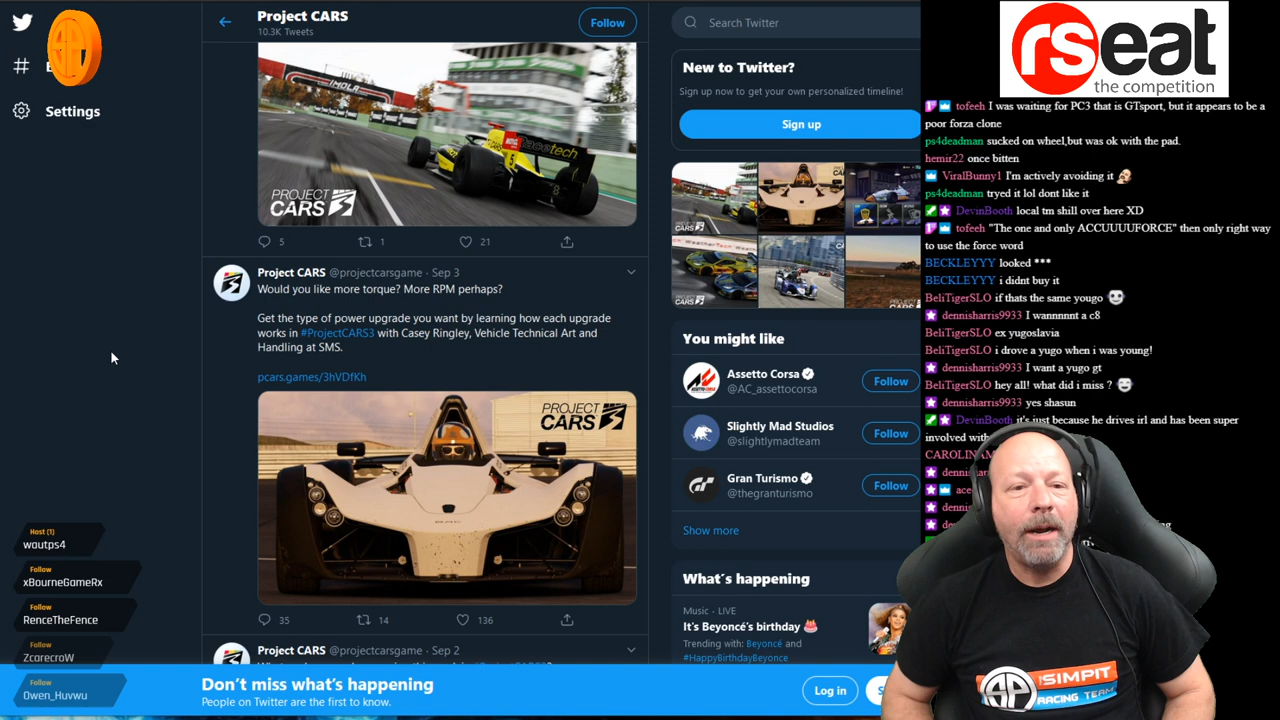 Settings
Host (1)
woutps4
Follow
xBourneGameRx
Follow
RenceTheFence
Follow
ZcarecroW
Follow
Owen_Huvwu
Project CARS
10.3K Tweets
Follow
IMOLA
Racetech
PROJECT
CARS 3
5
1
21
Project CARS @projectcarsgame · Sep 3
Would you like more torque? More RPM perhaps?
Get the type of power upgrade you want by learning how each upgrade
works in #ProjectCARS3 with Casey Ringley, Vehicle Technical Art and
Handling at SMS.
pcars.games/3hVDfKh
PROJECT
CARS 3
35
14
136
Project CARS @projectcarsgame · Sep 2
Search Twitter
New to Twitter?
Sign up now to get your own personalized timeline!
Sign up
You might like
Assetto Corsa
@AC_assettocorsa
Follow
Slightly Mad Studios
@slightlymadteam
Follow
Gran Turismo
@thegranturismo
Follow
Show more
What's happening
Music · LIVE
It's Beyoncé's birthday
Trending with: Beyoncé and
#HappyBirthdayBeyonce
Don't miss what's happening
People on Twitter are the first to know.
Log in
rseat
the competition
tofeeh I was waiting for PC3 that is GTsport, but it appears to be a
poor forza clone
ps4deadman sucked on wheel,but was ok with the pad.
hemir22 once bitten
ViralBunny1 I'm actively avoiding it
ps4deadman tryed it lol dont like it
DevinBooth local tm shill over here XD
tofeeh "The one and only ACCUUUUFORCE" then only right way
to use the force word
BECKLEYYY looked ***
BECKLEYYY i didnt buy it
BeliTigerSLO if thats the same yougo
dennisharris9933 I wannnnnt a c8
BeliTigerSLO ex yugoslavia
BeliTigerSLO i drove a yugo when i was young!
dennisharris9933 I want a yugo gt
BeliTigerSLO hey all! what did i miss ?
dennisharris9933 yes shasun
DevinBooth it's just because he drives irl and has been super
involved with
SIMPIT
RACING TEAM